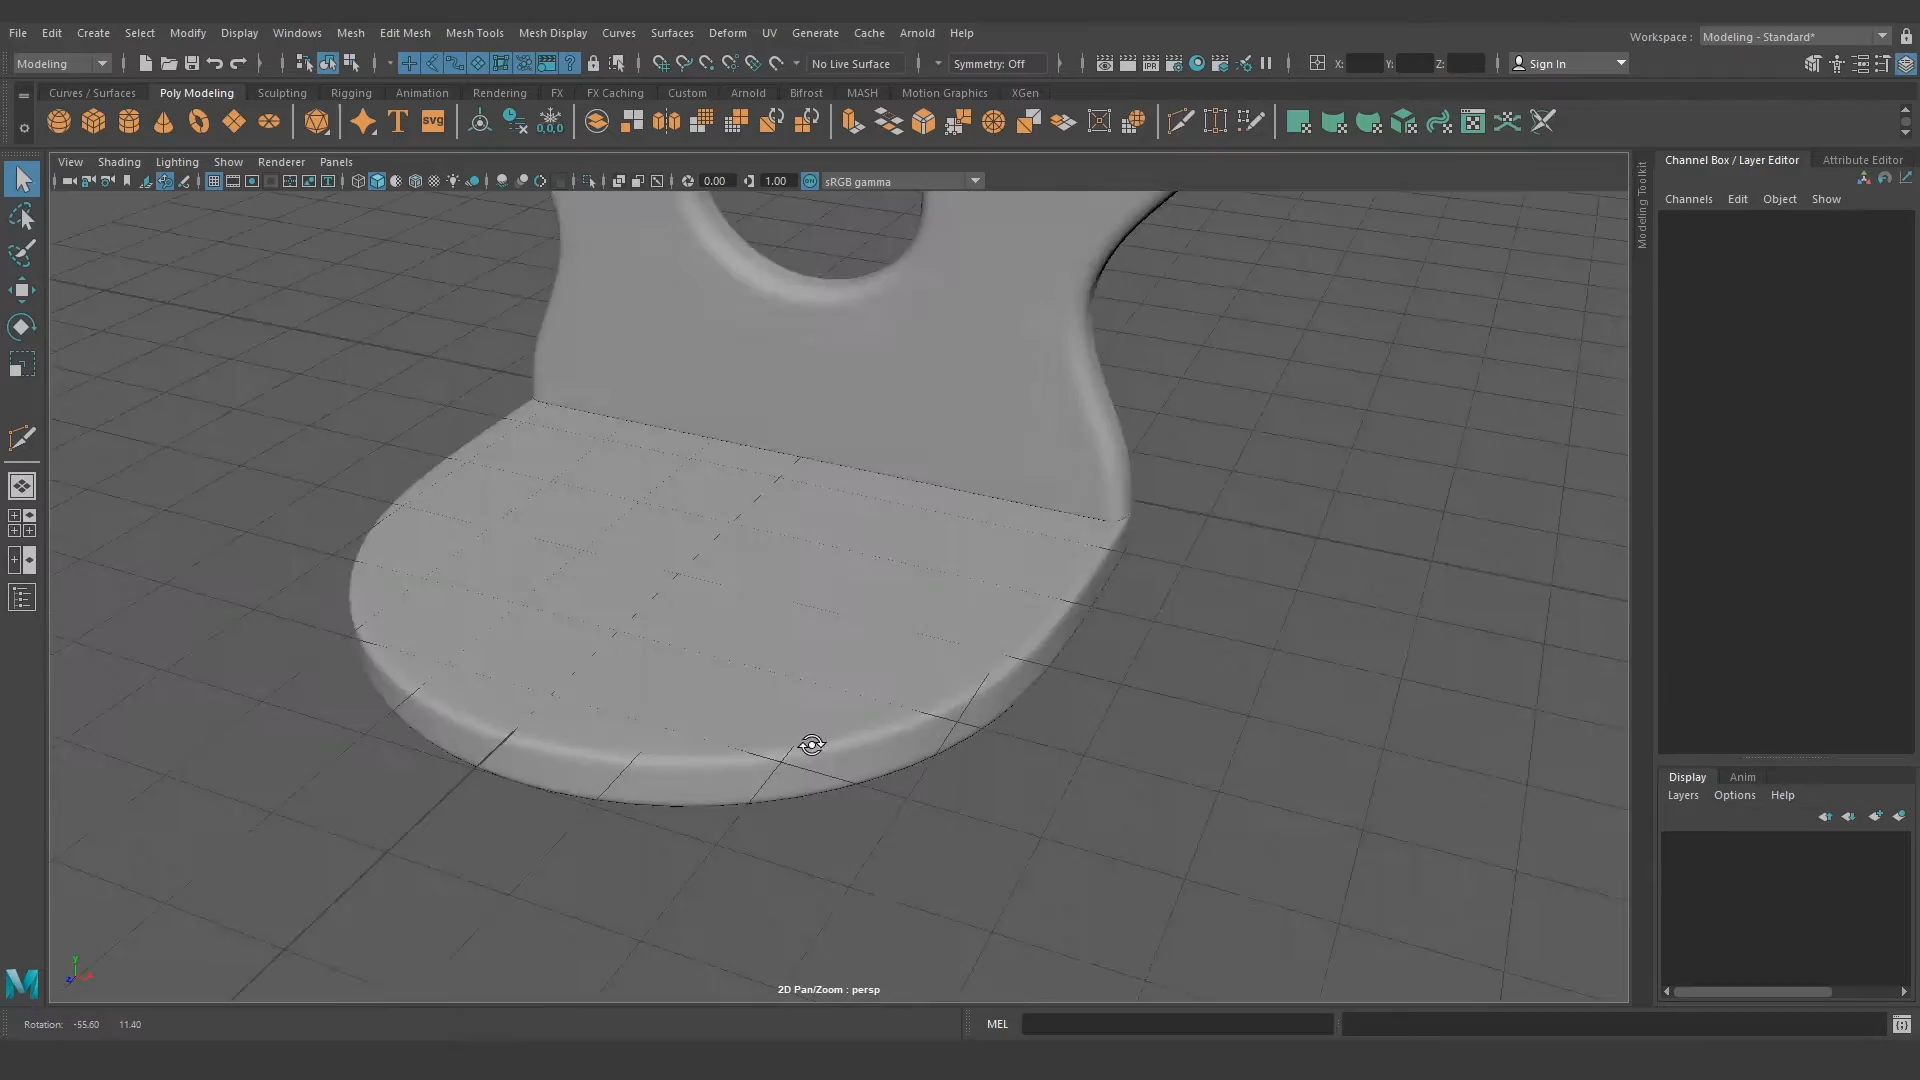 File Edit Create Select Modify Display Windows Mesh Edit Mesh Mesh Tools Mesh Display Curves Surfaces Deform UV Generate Cache Arnold Help
Workspace : Modeling - Standard*
Modeling No Live Surface Symmetry: Off X: Y: Z: Sign In
Curves / Surfaces Poly Modeling Sculpting Rigging Animation Rendering FX FX Caching Custom Arnold Bifrost MASH Motion Graphics XGen
T svg 0,0,0
View Shading Lighting Show Renderer Panels
0.00 1.00 sRGB gamma
Modeling Toolkit
Channel Box / Layer Editor Attribute Editor
Channels Edit Object Show
Display Anim
Layers Options Help
y
z
2D Pan/Zoom : persp
Rotation: -55.60 11.40
MEL